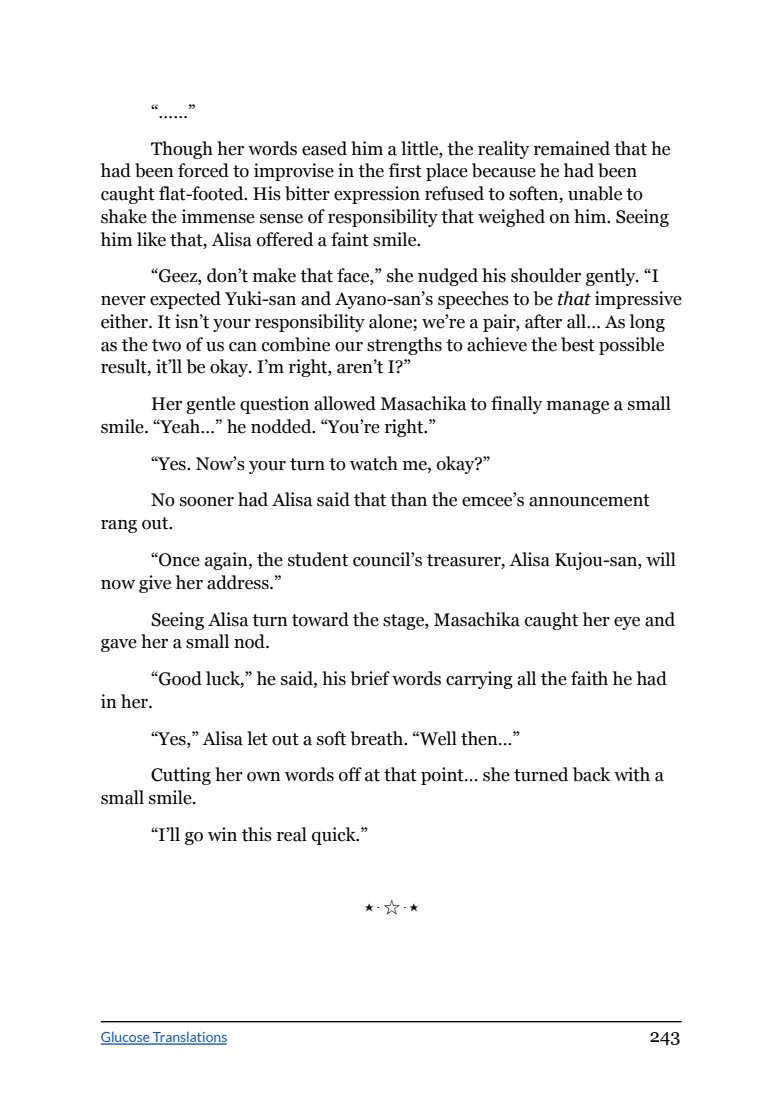 “……”
Though her words eased him a little, the reality remained that he
had been forced to improvise in the first place because he had been
caught flat-footed. His bitter expression refused to soften, unable to
shake the immense sense of responsibility that weighed on him. Seeing
him like that, Alisa offered a faint smile.
“Geez, don’t make that face,” she nudged his shoulder gently. “I
never expected Yuki-san and Ayano-san’s speeches to be that impressive
either. It isn’t your responsibility alone; we’re a pair, after all… As long
as the two of us can combine our strengths to achieve the best possible
result, it’ll be okay. I’m right, aren’t I?”
Her gentle question allowed Masachika to finally manage a small
smile. “Yeah…” he nodded. “You’re right.”
“Yes. Now’s your turn to watch me, okay?”
No sooner had Alisa said that than the emcee’s announcement
rang out.
“Once again, the student council’s treasurer, Alisa Kujou-san, will
now give her address.”
Seeing Alisa turn toward the stage, Masachika caught her eye and
gave her a small nod.
“Good luck,” he said, his brief words carrying all the faith he had
in her.
“Yes,” Alisa let out a soft breath. “Well then…”
Cutting her own words off at that point… she turned back with a
small smile.
“I’ll go win this real quick.”
⋆·☆·⋆
Glucose Translations
243